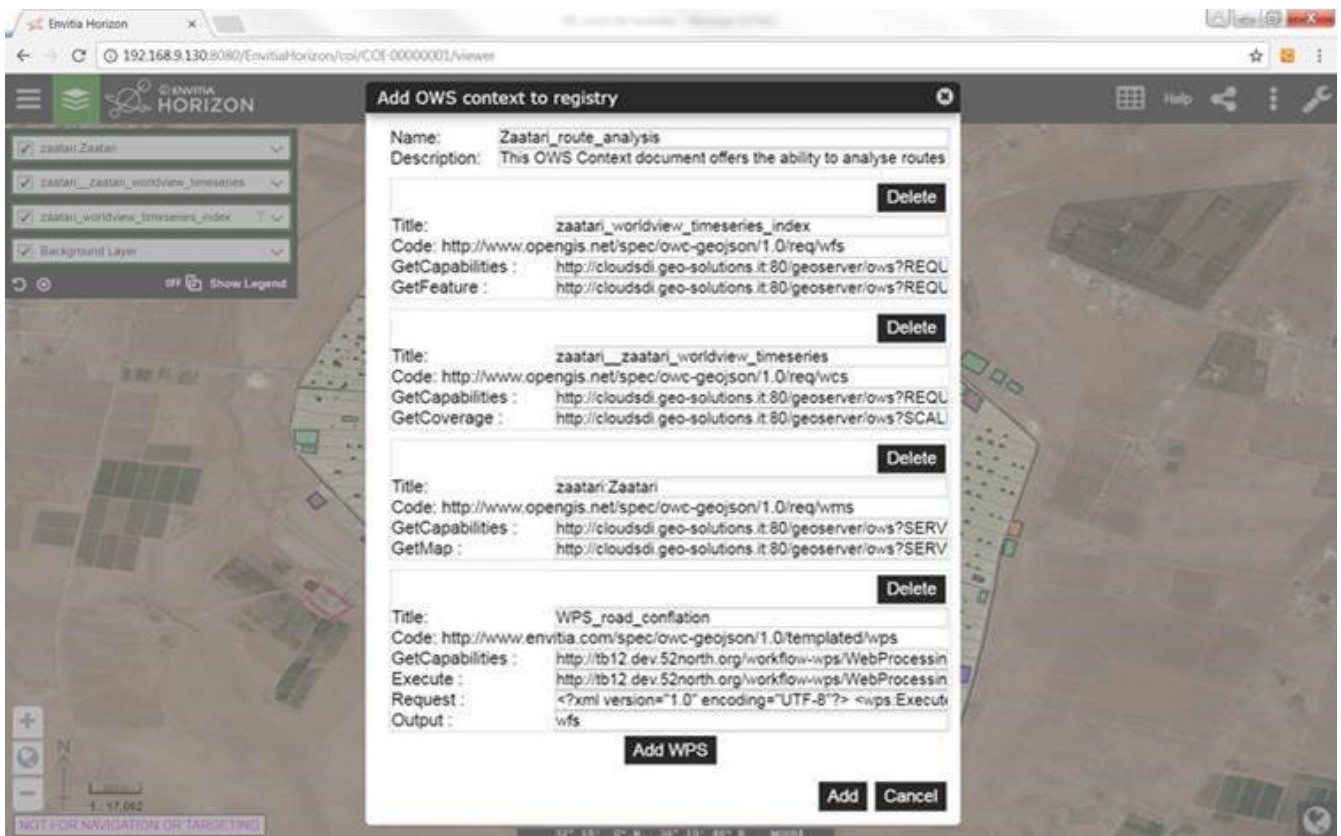 Envitia Horizon
192.168.9.130:8080/EnvitiaHorizon/coi/COI-00000001/viewer
ENVITIA
HORIZON
Help
Add OWS context to registry
zaatari:Zaatari
zaatari__zaatari_worldview_timeseries
zaatari_worldview_timeseries_index
Background Layer
OFF Show Legend
Name: Zaatari_route_analysis
Description: This OWS Context document offers the ability to analyse routes
Delete
Title: zaatari_worldview_timeseries_index
Code: http://www.opengis.net/spec/owc-geojson/1.0/req/wfs
GetCapabilities : http://cloudsdi.geo-solutions.it:80/geoserver/ows?REQU
GetFeature : http://cloudsdi.geo-solutions.it:80/geoserver/ows?REQU
Delete
Title: zaatari__zaatari_worldview_timeseries
Code: http://www.opengis.net/spec/owc-geojson/1.0/req/wcs
GetCapabilities : http://cloudsdi.geo-solutions.it:80/geoserver/ows?REQU
GetCoverage : http://cloudsdi.geo-solutions.it:80/geoserver/ows?SCAL
Delete
Title: zaatari:Zaatari
Code: http://www.opengis.net/spec/owc-geojson/1.0/req/wms
GetCapabilities : http://cloudsdi.geo-solutions.it:80/geoserver/ows?SERV
GetMap : http://cloudsdi.geo-solutions.it:80/geoserver/ows?SERV
Delete
Title: WPS_road_conflation
Code: http://www.envitia.com/spec/owc-geojson/1.0/templated/wps
GetCapabilities : http://tb12.dev.52north.org/workflow-wps/WebProcessin
Execute : http://tb12.dev.52north.org/workflow-wps/WebProcessin
Request : <?xml version="1.0" encoding="UTF-8"?> <wps:Execut
Output : wfs
Add WPS
Add Cancel
N
1 : 17,062
NOT FOR NAVIGATION OR TARGETING